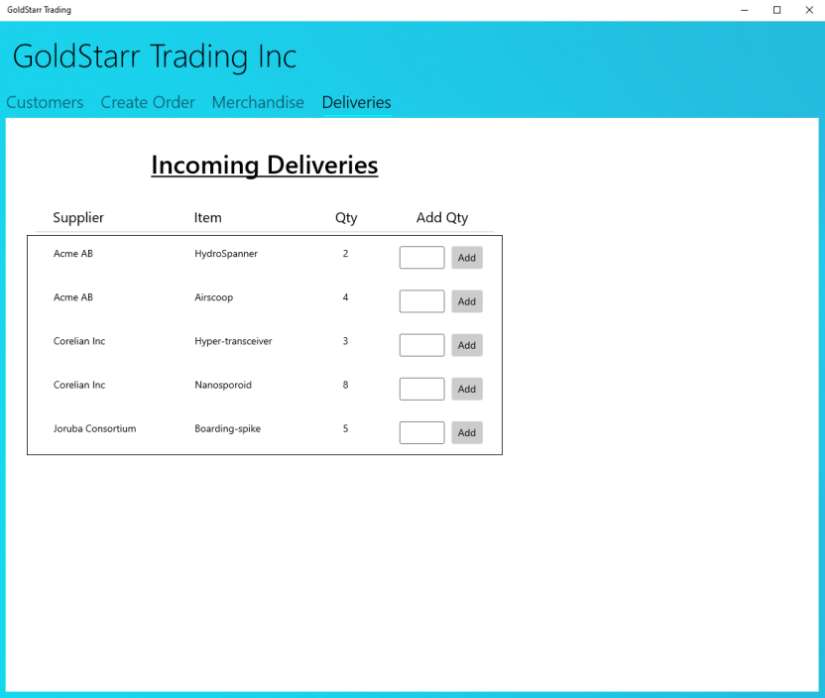 GoldStarr Trading
GoldStarr Trading Inc
Customers Create Order Merchandise Deliveries
Incoming Deliveries
Supplier Item Qty Add Qty
Acme AB HydroSpanner 2 Add
Acme AB Airscoop 4 Add
Corelian Inc Hyper-transceiver 3 Add
Corelian Inc Nanosporoid 8 Add
Joruba Consortium Boarding-spike 5 Add